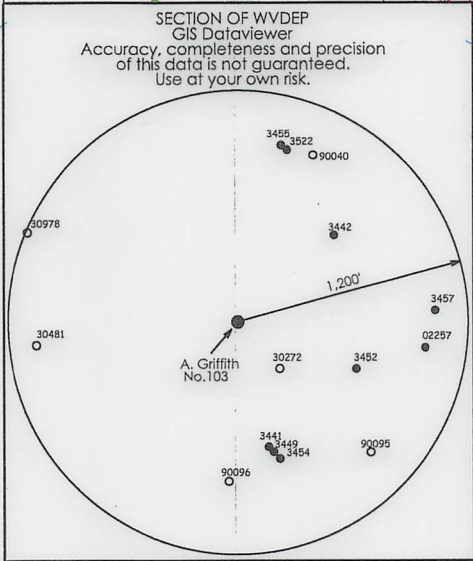 SECTION OF WVDEP
GIS Dataviewer
Accuracy, completeness and precision
of this data is not guaranteed.
Use at your own risk.
3455
3522
90040
30978
3442
1,200'
3457
30481
02257
A. Griffith
No.103
30272
3452
3441
3449
3454
90095
90096